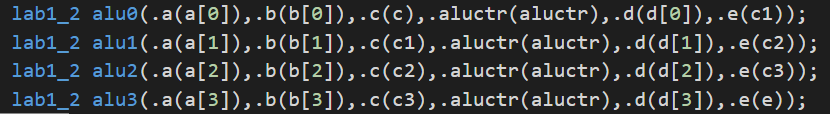 lab1_2 alu0(.a(a[0]),.b(b[0]),.c(c),.aluctr(aluctr),.d(d[0]),.e(c1));
lab1_2 alu1(.a(a[1]),.b(b[1]),.c(c1),.aluctr(aluctr),.d(d[1]),.e(c2));
lab1_2 alu2(.a(a[2]),.b(b[2]),.c(c2),.aluctr(aluctr),.d(d[2]),.e(c3));
lab1_2 alu3(.a(a[3]),.b(b[3]),.c(c3),.aluctr(aluctr),.d(d[3]),.e(e));